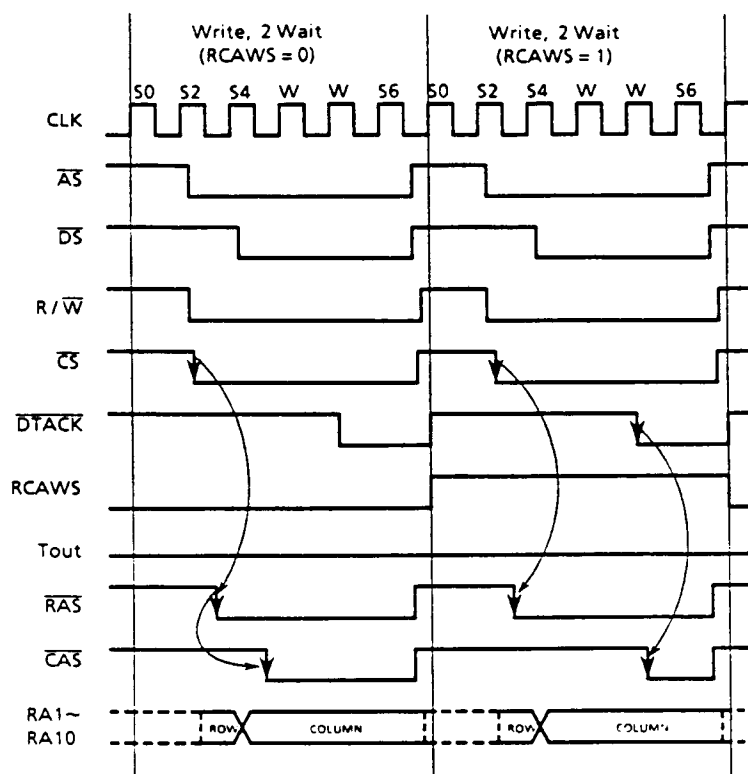 Write, 2 Wait
(RCAWS = 0)
Write, 2 Wait
(RCAWS = 1)
S0 S2 S4 W W S6 S0 S2 S4 W W S6
CLK
AS
DS
R / W
CS
DTACK
RCAWS
Tout
RAS
CAS
RA1~
RA10
ROW COLUMN ROW COLUMN